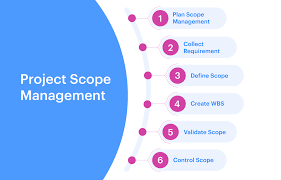 Project Scope
Management
1
Plan Scope
Management
2
Collect
Requirement
3
Define Scope
4
Create WBS
5
Validate Scope
6
Control Scope